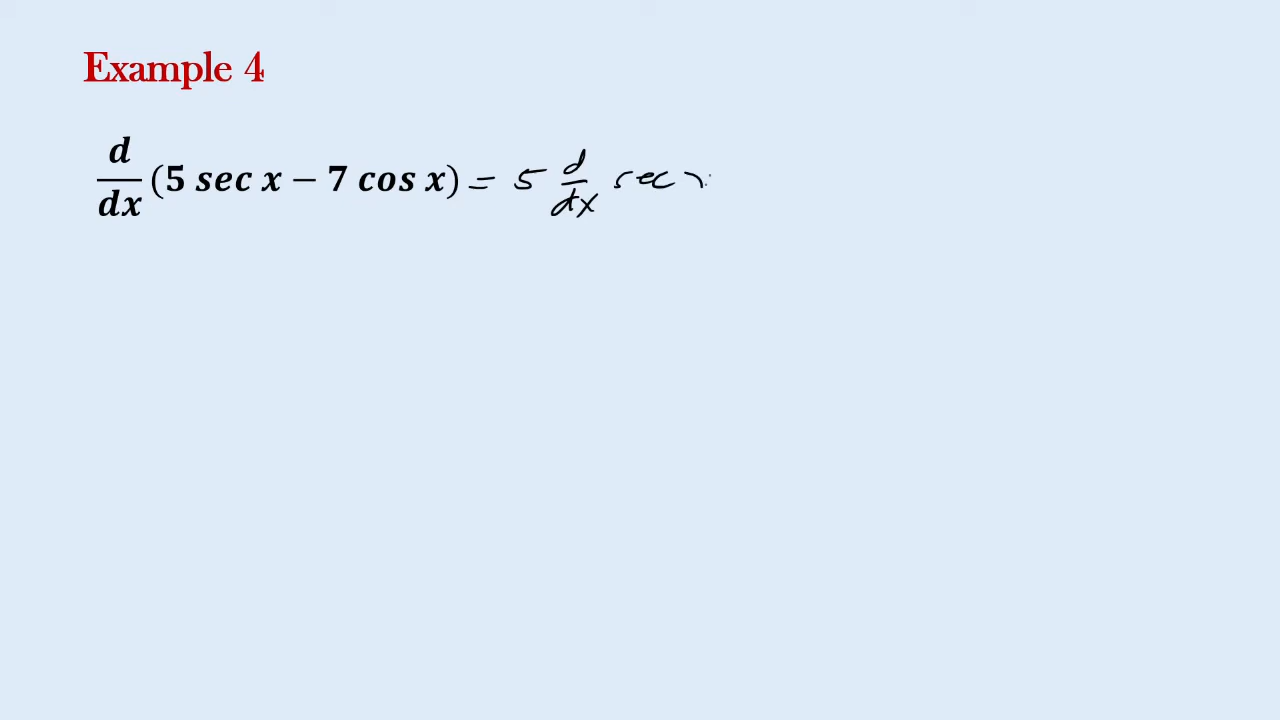 Example 4
d/dx (5 sec x − 7 cos x) = 5 d/dx sec